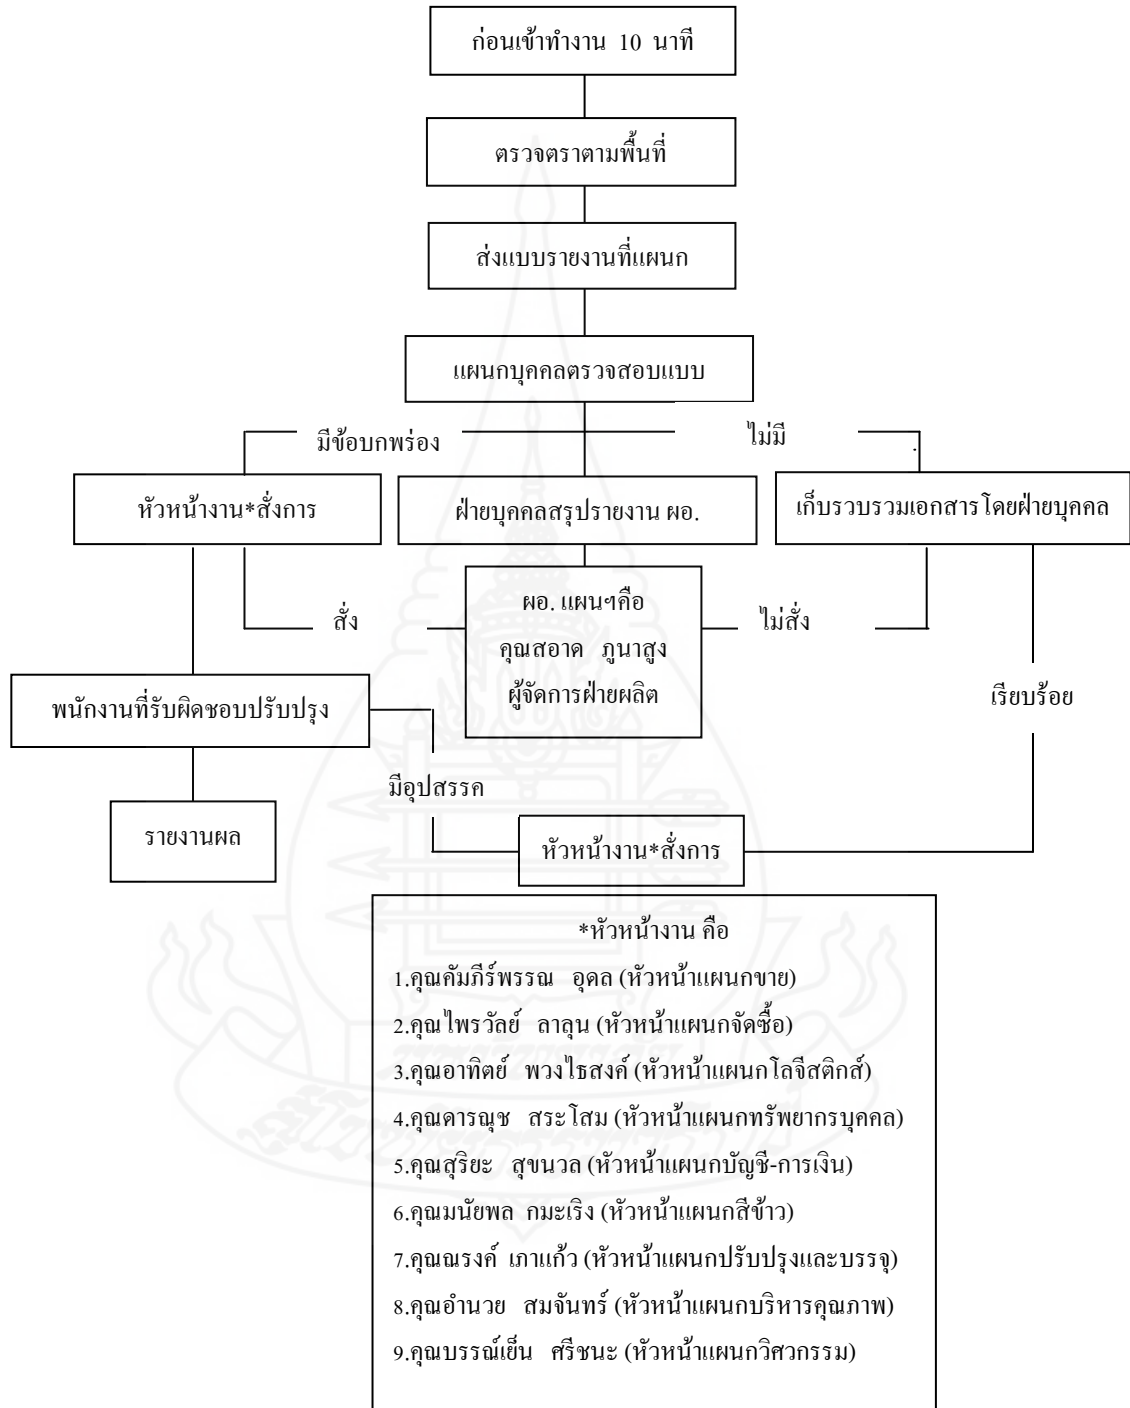 ก่อนเข้าทำงาน 10 นาที
ตรวจตราตามพื้นที่
ส่งแบบรายงานที่แผนก
แผนกบุคคลตรวจสอบแบบ
มีข้อบกพร่อง
ไม่มี
หัวหน้างาน*สั่งการ
ฝ่ายบุคคลสรุปรายงาน ผอ.
เก็บรวบรวมเอกสารโดยฝ่ายบุคคล
สั่ง
ผอ. แผนฯคือ
คุณสอาด ภูนาสูง
ผู้จัดการฝ่ายผลิต
ไม่สั่ง
พนักงานที่รับผิดชอบปรับปรุง
เรียบร้อย
มีอุปสรรค
รายงานผล
หัวหน้างาน*สั่งการ
*หัวหน้างาน คือ
1.คุณคัมภีร์พรรณ อุดล (หัวหน้าแผนกขาย)
2.คุณไพรวัลย์ ลาลุน (หัวหน้าแผนกจัดซื้อ)
3.คุณอาทิตย์ พวงไธสงค์ (หัวหน้าแผนกโลจีสติกส์)
4.คุณดารณุช สระโสม (หัวหน้าแผนกทรัพยากรบุคคล)
5.คุณสุริยะ สุขนวล (หัวหน้าแผนกบัญชี-การเงิน)
6.คุณมนัยพล กมะเริง (หัวหน้าแผนกสีข้าว)
7.คุณณรงค์ เภาแก้ว (หัวหน้าแผนกปรับปรุงและบรรจุ)
8.คุณอำนวย สมจันทร์ (หัวหน้าแผนกบริหารคุณภาพ)
9.คุณบรรณ์เย็น ศรีชนะ (หัวหน้าแผนกวิศวกรรม)